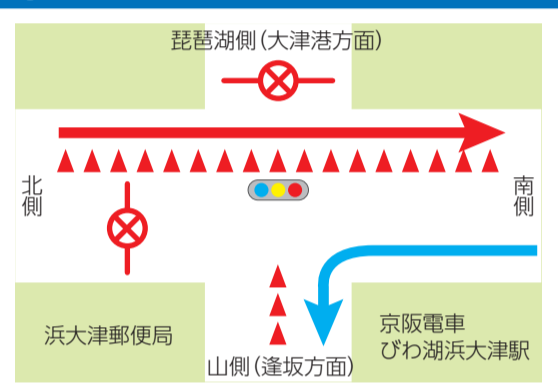 琵琶湖側(大津港方面)
北側
南側
浜大津郵便局
京阪電車
びわ湖浜大津駅
山側(逢坂方面)